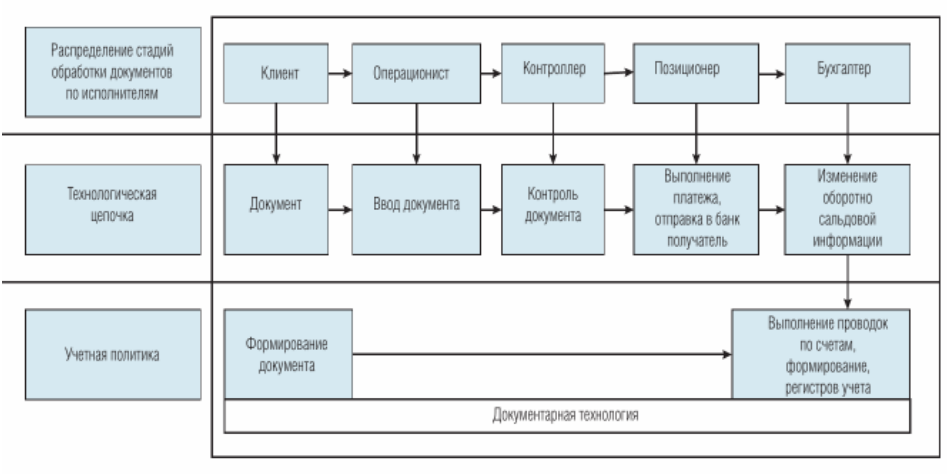 Распределение стадий
обработки документов
по исполнителям
Клиент
Операционист
Контроллер
Позиционер
Бухгалтер
Технологическая
цепочка
Документ
Ввод документа
Контроль
документа
Выполнение
платежа,
отправка в банк
получатель
Изменение
оборотно
сальдовой
информации
Учетная политика
Формирование
документа
Выполнение проводок
по счетам,
формирование,
регистров учета
Документарная технология